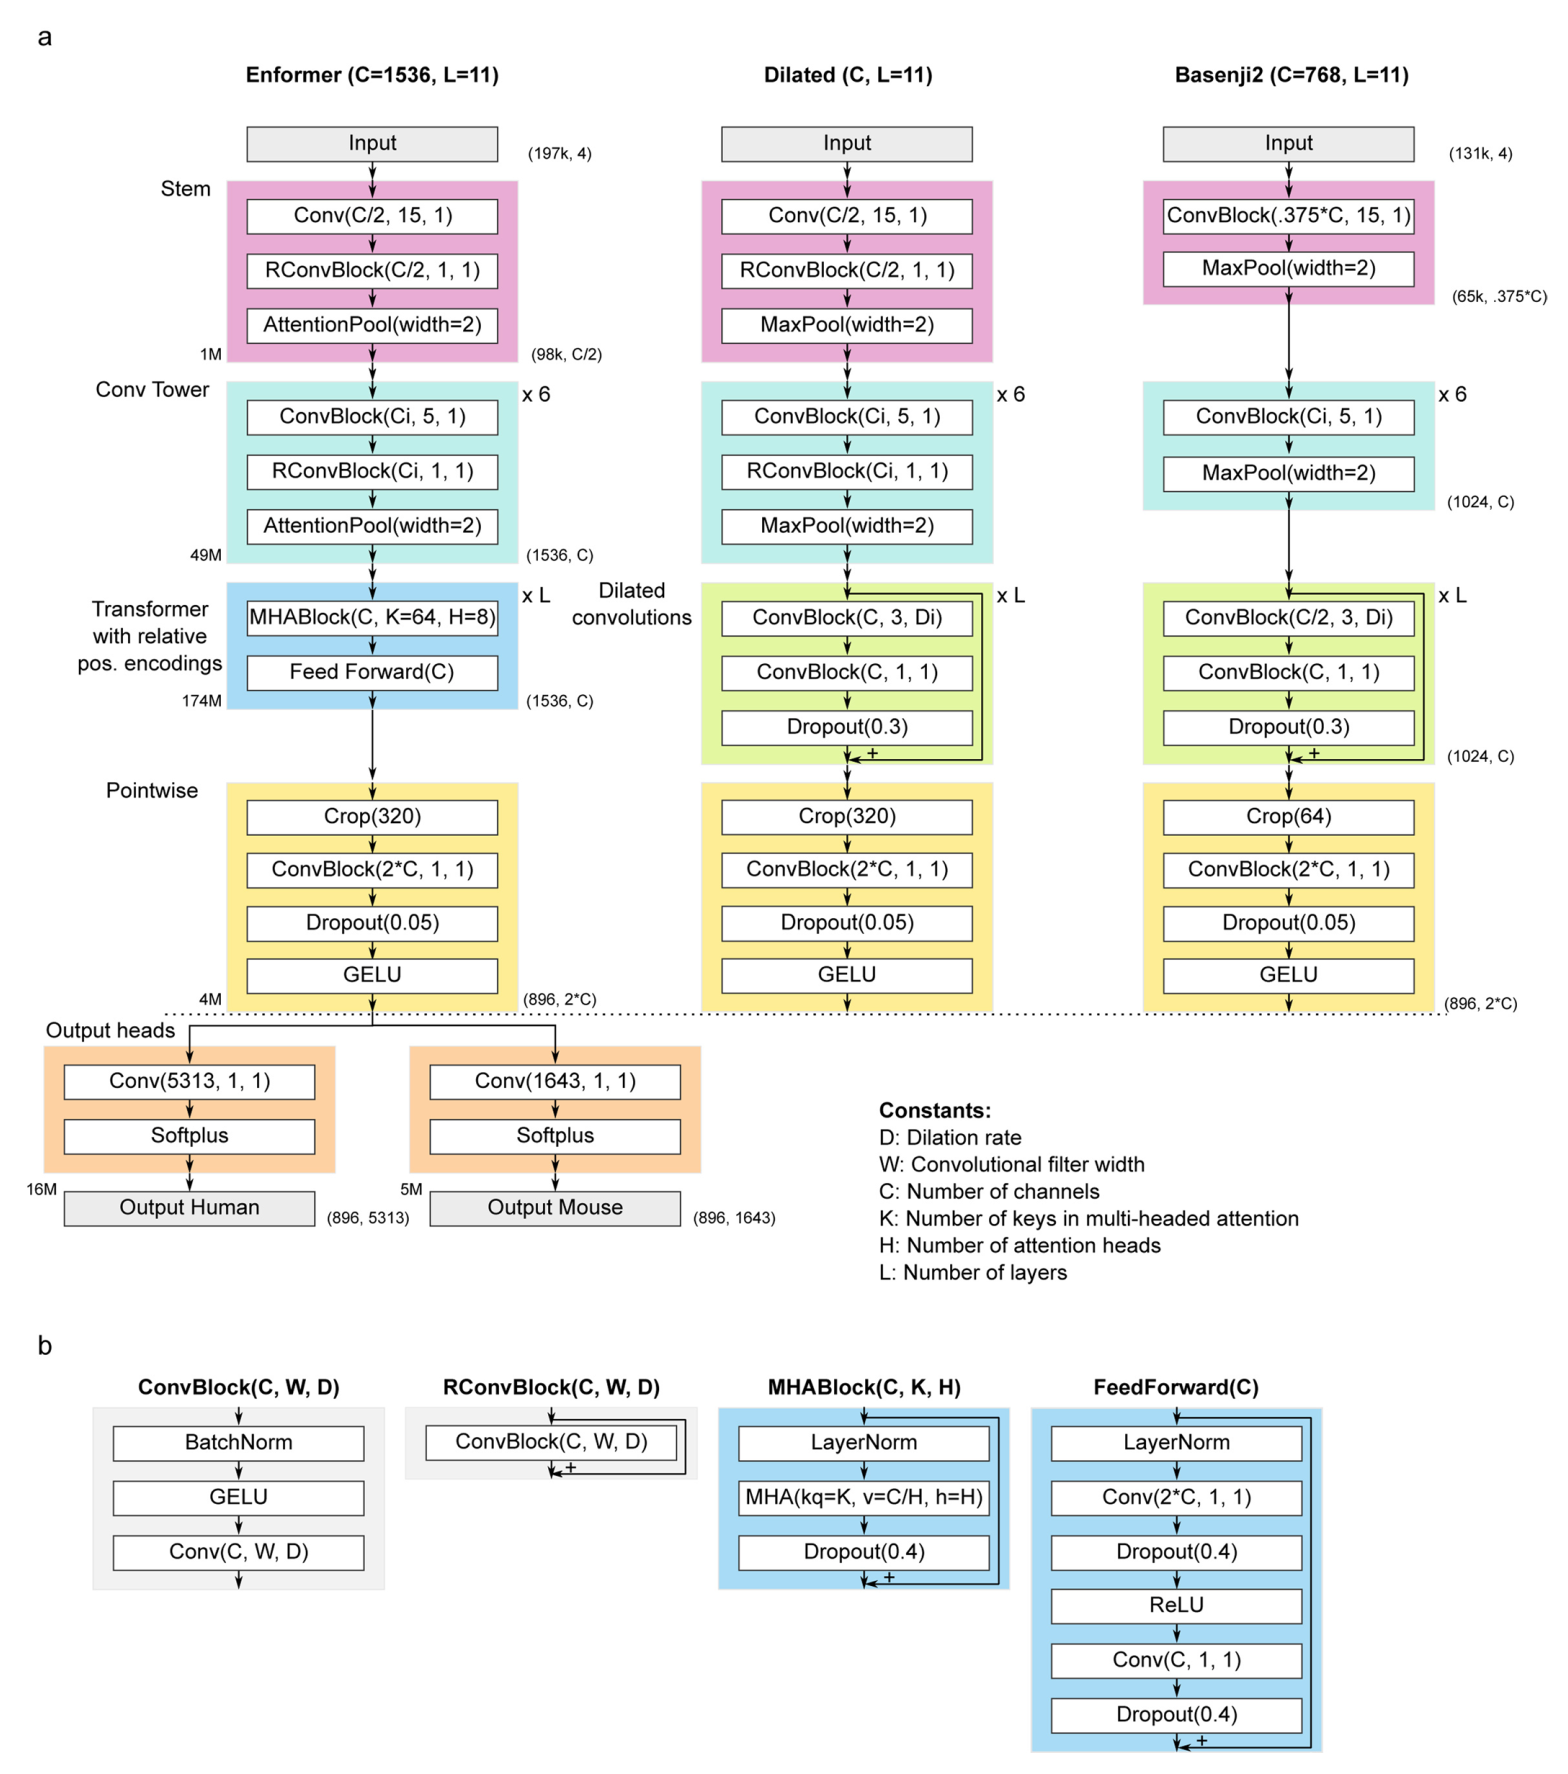 a
Enformer (C=1536, L=11)
Input
(197k, 4)
Stem
Conv(C/2, 15, 1)
RConvBlock(C/2, 1, 1)
AttentionPool(width=2)
1M
(98k, C/2)
Conv Tower
x 6
ConvBlock(Ci, 5, 1)
RConvBlock(Ci, 1, 1)
AttentionPool(width=2)
49M
(1536, C)
Transformer
with relative
pos. encodings
x L
MHABlock(C, K=64, H=8)
Feed Forward(C)
174M
(1536, C)
Pointwise
Crop(320)
ConvBlock(2*C, 1, 1)
Dropout(0.05)
GELU
4M
(896, 2*C)
Output heads
Conv(5313, 1, 1)
Softplus
16M
Output Human
(896, 5313)
Conv(1643, 1, 1)
Softplus
5M
Output Mouse
(896, 1643)
Dilated (C, L=11)
Input
Conv(C/2, 15, 1)
RConvBlock(C/2, 1, 1)
MaxPool(width=2)
x 6
ConvBlock(Ci, 5, 1)
RConvBlock(Ci, 1, 1)
MaxPool(width=2)
Dilated
convolutions
x L
ConvBlock(C, 3, Di)
ConvBlock(C, 1, 1)
Dropout(0.3)
+
Crop(320)
ConvBlock(2*C, 1, 1)
Dropout(0.05)
GELU
Basenji2 (C=768, L=11)
Input
(131k, 4)
ConvBlock(.375*C, 15, 1)
MaxPool(width=2)
(65k, .375*C)
x 6
ConvBlock(Ci, 5, 1)
MaxPool(width=2)
(1024, C)
x L
ConvBlock(C/2, 3, Di)
ConvBlock(C, 1, 1)
Dropout(0.3)
+
(1024, C)
Crop(64)
ConvBlock(2*C, 1, 1)
Dropout(0.05)
GELU
(896, 2*C)
Constants:
D: Dilation rate
W: Convolutional filter width
C: Number of channels
K: Number of keys in multi-headed attention
H: Number of attention heads
L: Number of layers
b
ConvBlock(C, W, D)
BatchNorm
GELU
Conv(C, W, D)
RConvBlock(C, W, D)
ConvBlock(C, W, D)
+
MHABlock(C, K, H)
LayerNorm
MHA(kq=K, v=C/H, h=H)
Dropout(0.4)
+
FeedForward(C)
LayerNorm
Conv(2*C, 1, 1)
Dropout(0.4)
ReLU
Conv(C, 1, 1)
Dropout(0.4)
+